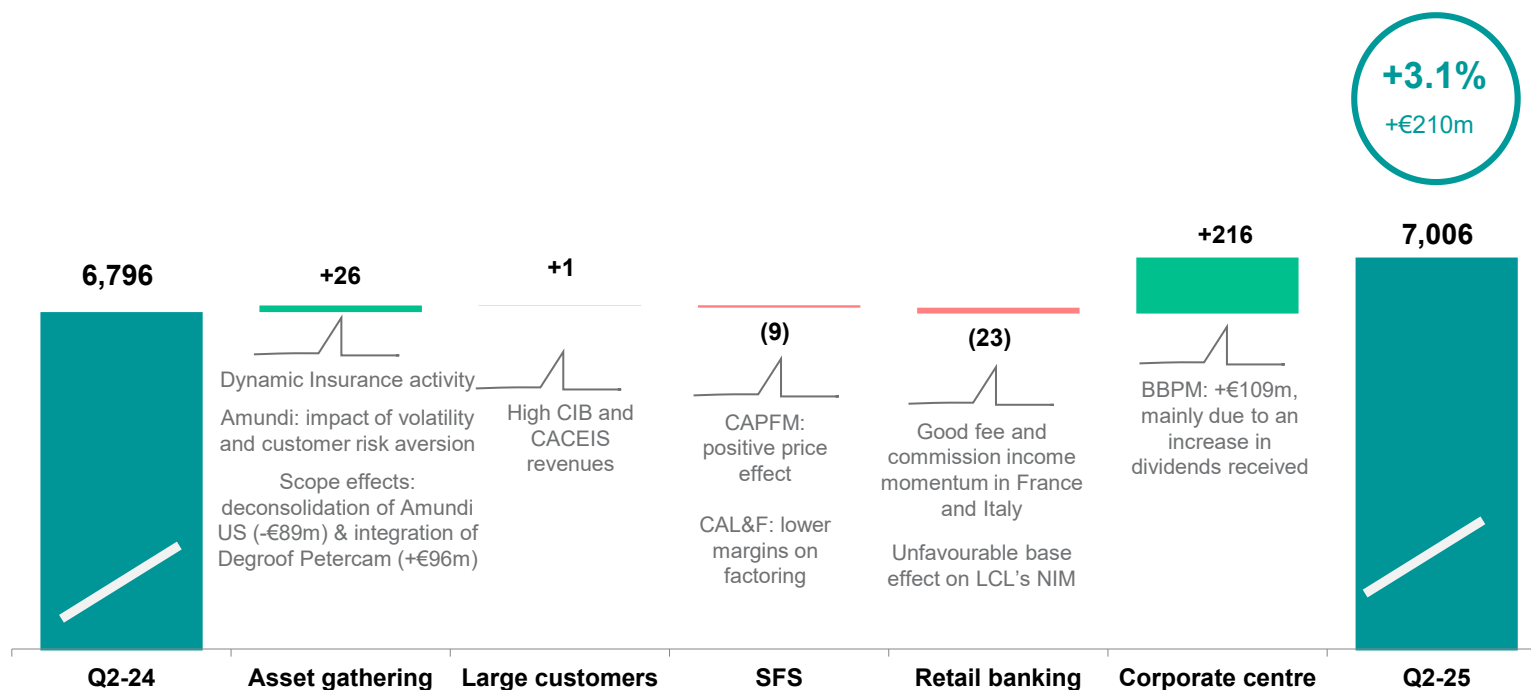 +3.1%
+€210m
6,796
+26
+1
(9)
(23)
+216
7,006
Dynamic Insurance activity
Amundi: impact of volatility
and customer risk aversion
Scope effects:
deconsolidation of Amundi
US (-€89m) & integration of
Degroof Petercam (+€96m)
High CIB and
CACEIS
revenues
CAPFM:
positive price
effect
CAL&F: lower
margins on
factoring
Good fee and
commission income
momentum in France
and Italy
Unfavourable base
effect on LCL's NIM
BBPM: +€109m,
mainly due to an
increase in
dividends received
Q2-24
Asset gathering
Large customers
SFS
Retail banking
Corporate centre
Q2-25